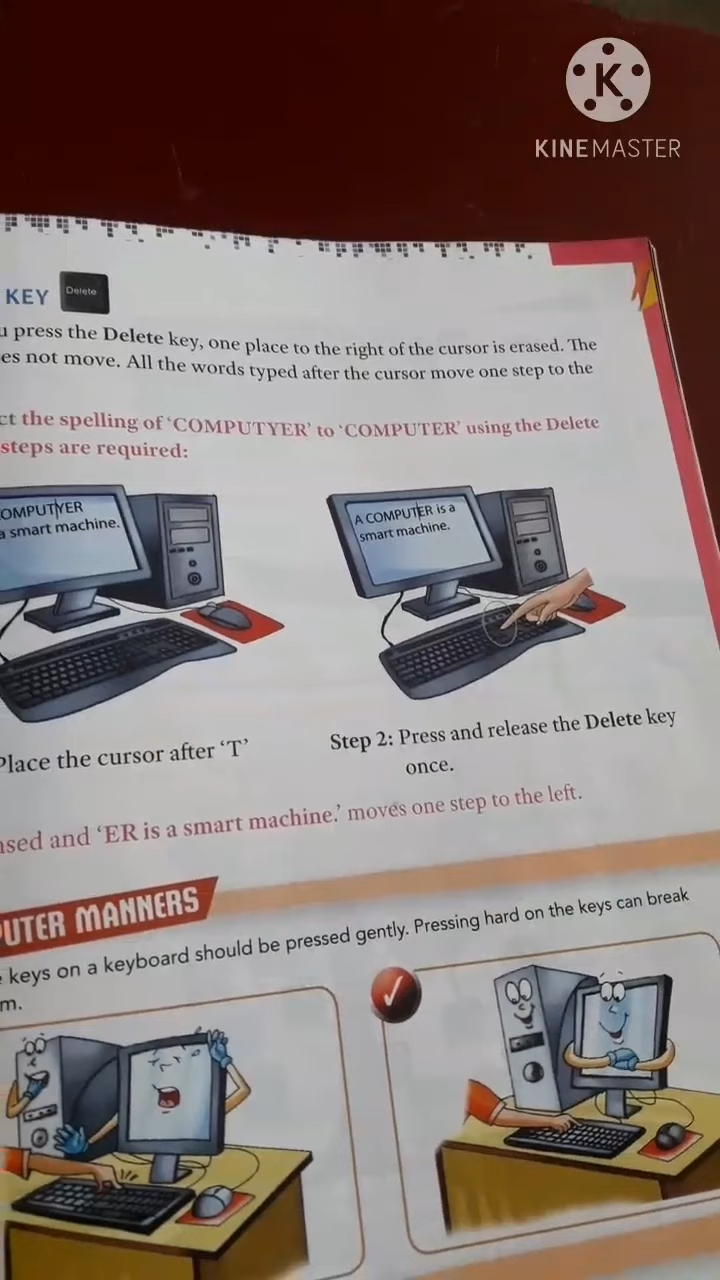 K
KINEMASTER
KEY Delete
press the Delete key, one place to the right of the cursor is erased. The
es not move. All the words typed after the cursor move one step to the
ct the spelling of 'COMPUTYER' to 'COMPUTER' using the Delete
steps are required:
OMPUTYER
a smart machine.
A COMPUTER is a
smart machine.
Place the cursor after 'T'
Step 2: Press and release the Delete key
once.
ased and 'ER is a smart machine.' moves one step to the left.
UTER MANNERS
keys on a keyboard should be pressed gently. Pressing hard on the keys can break
m.